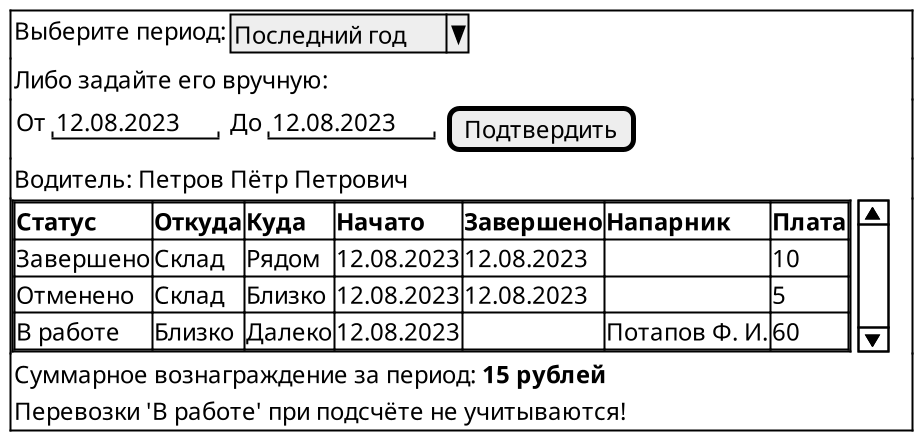 Выберите период: Последний год
Либо задайте его вручную:
От 12.08.2023 До 12.08.2023 Подтвердить
Водитель: Петров Пётр Петрович
Статус Откуда Куда Начато Завершено Напарник Плата
Завершено Склад Рядом 12.08.2023 12.08.2023 10
Отменено Склад Близко 12.08.2023 12.08.2023 5
В работе Близко Далеко 12.08.2023 Потапов Ф. И. 60
Суммарное вознаграждение за период: 15 рублей
Перевозки 'В работе' при подсчёте не учитываются!